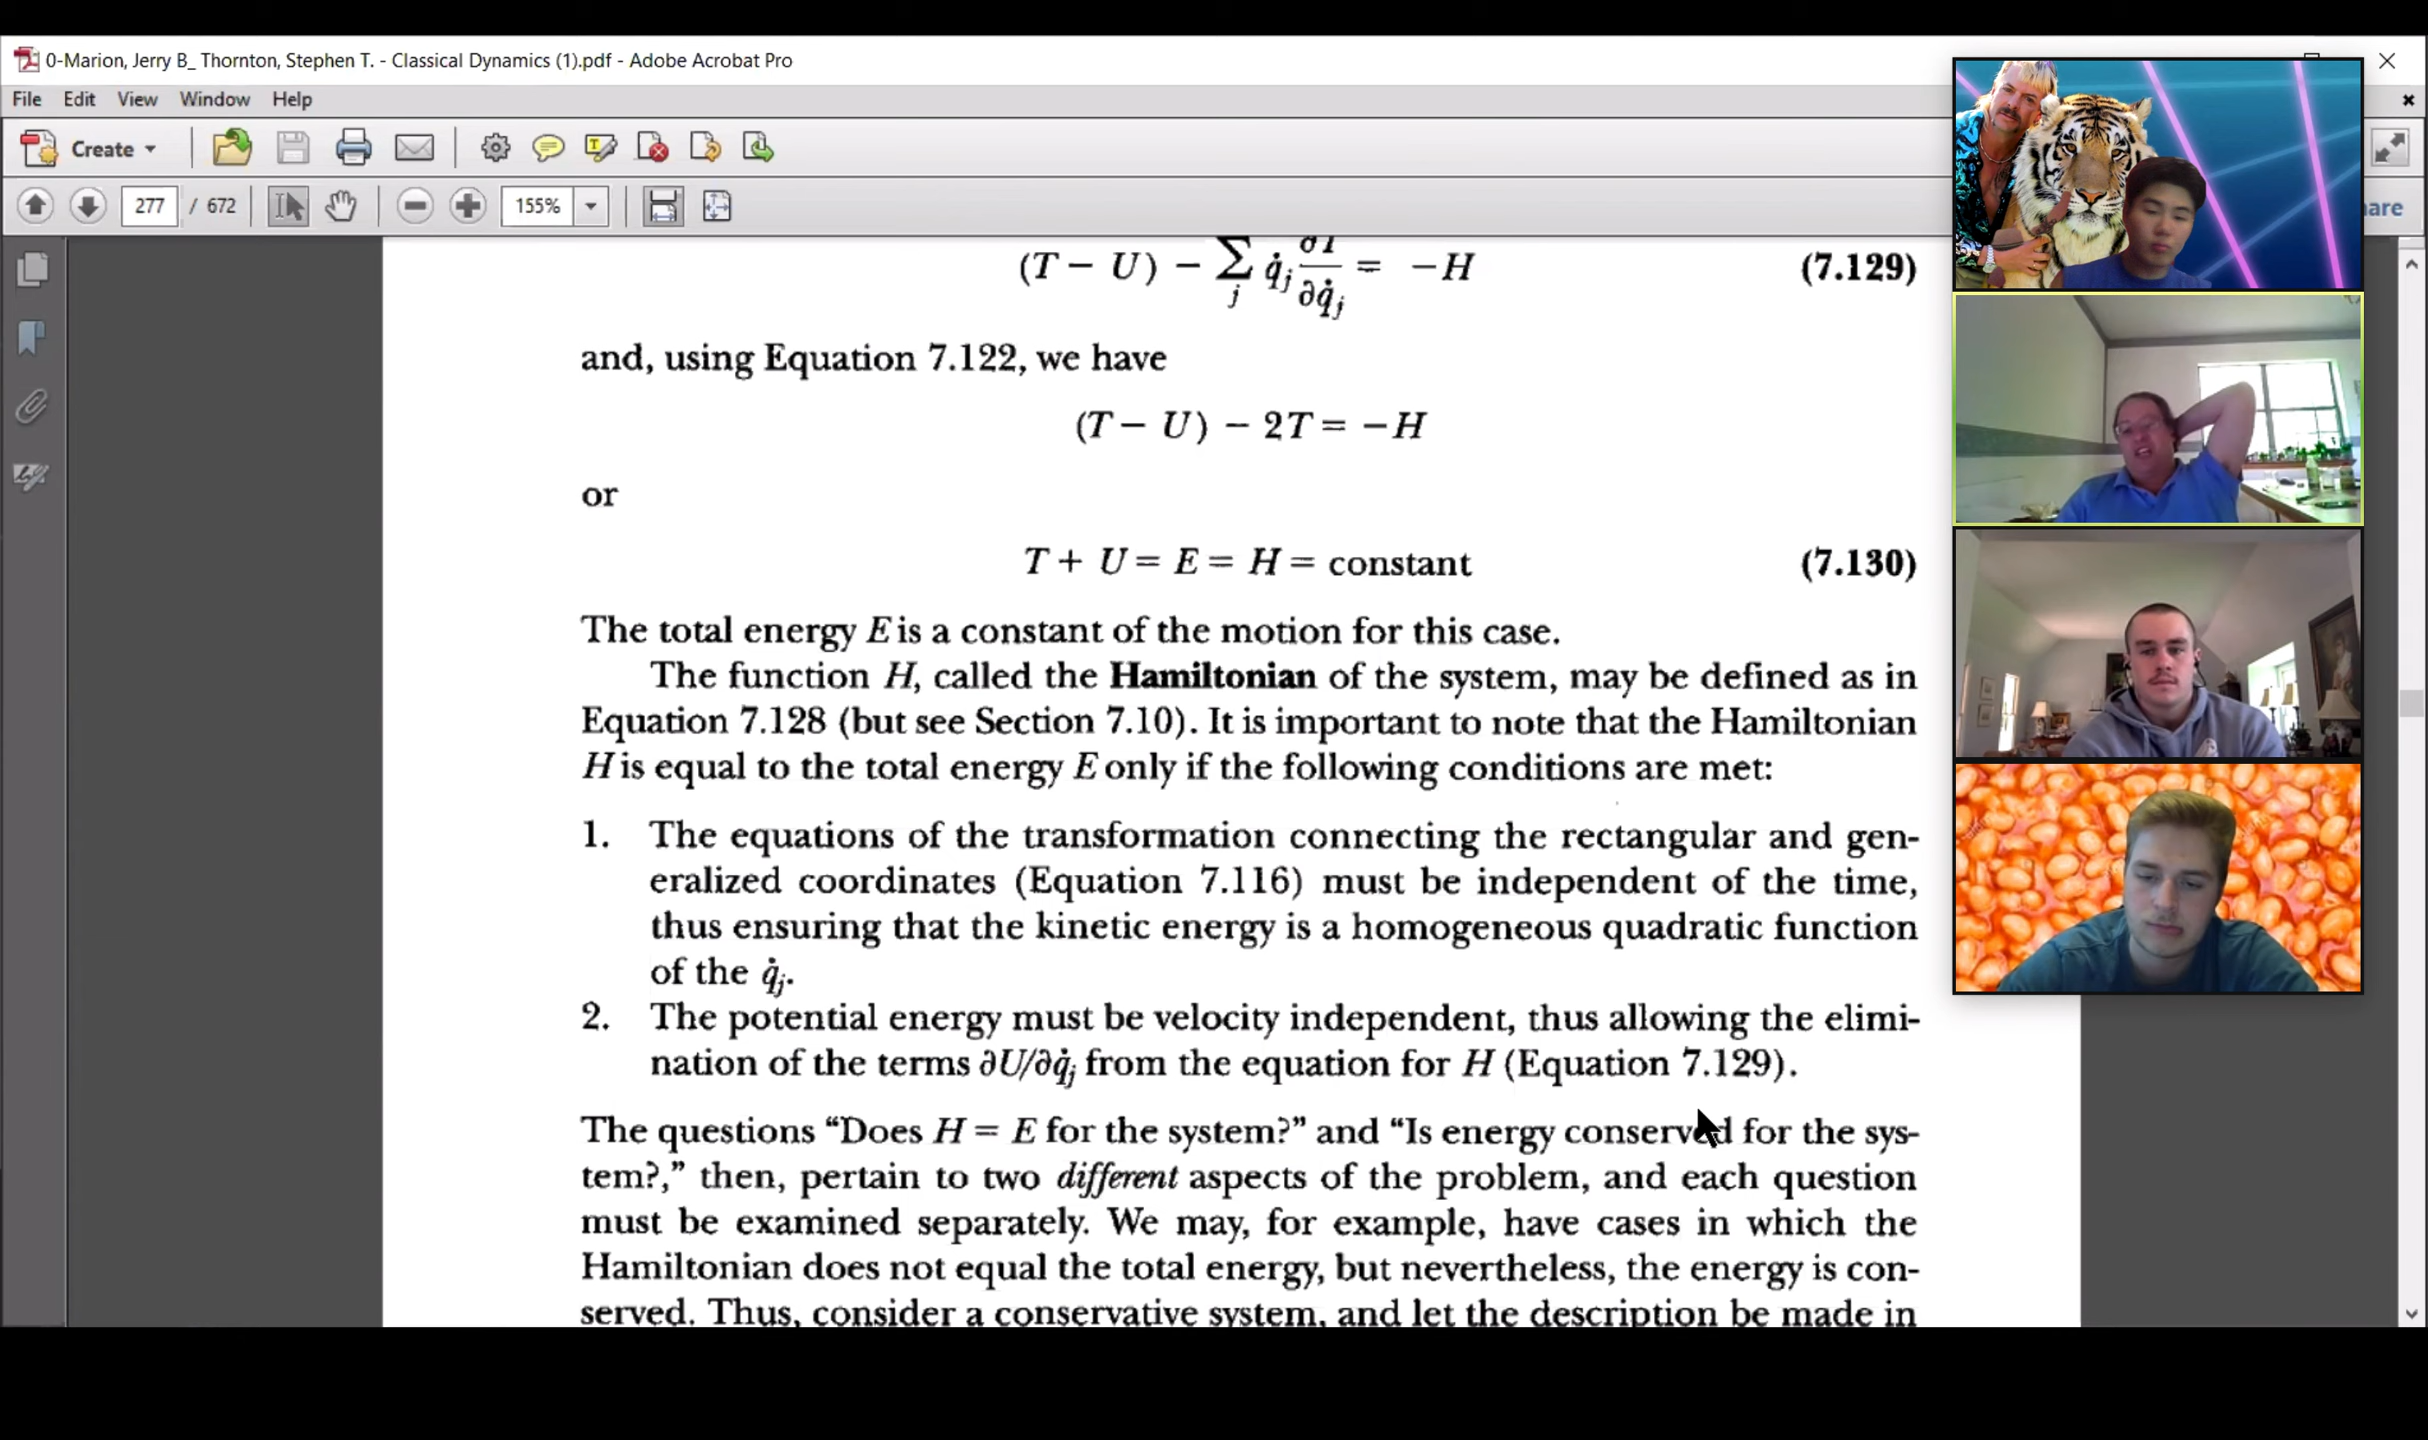 0-Marion, Jerry B_ Thornton, Stephen T. - Classical Dynamics (1).pdf - Adobe Acrobat Pro
File Edit View Window Help
Create
277 / 672 155%
(T − U) − ∑j q̇j ∂T/∂q̇j = −H (7.129)
and, using Equation 7.122, we have
(T − U) − 2T = −H
or
T + U = E = H = constant (7.130)
The total energy E is a constant of the motion for this case.
The function H, called the Hamiltonian of the system, may be defined as in
Equation 7.128 (but see Section 7.10). It is important to note that the Hamiltonian
H is equal to the total energy E only if the following conditions are met:
1. The equations of the transformation connecting the rectangular and gen-
eralized coordinates (Equation 7.116) must be independent of the time,
thus ensuring that the kinetic energy is a homogeneous quadratic function
of the q̇j.
2. The potential energy must be velocity independent, thus allowing the elimi-
nation of the terms ∂U/∂q̇j from the equation for H (Equation 7.129).
The questions “Does H = E for the system?” and “Is energy conserved for the sys-
tem?,” then, pertain to two different aspects of the problem, and each question
must be examined separately. We may, for example, have cases in which the
Hamiltonian does not equal the total energy, but nevertheless, the energy is con-
served. Thus, consider a conservative system, and let the description be made in